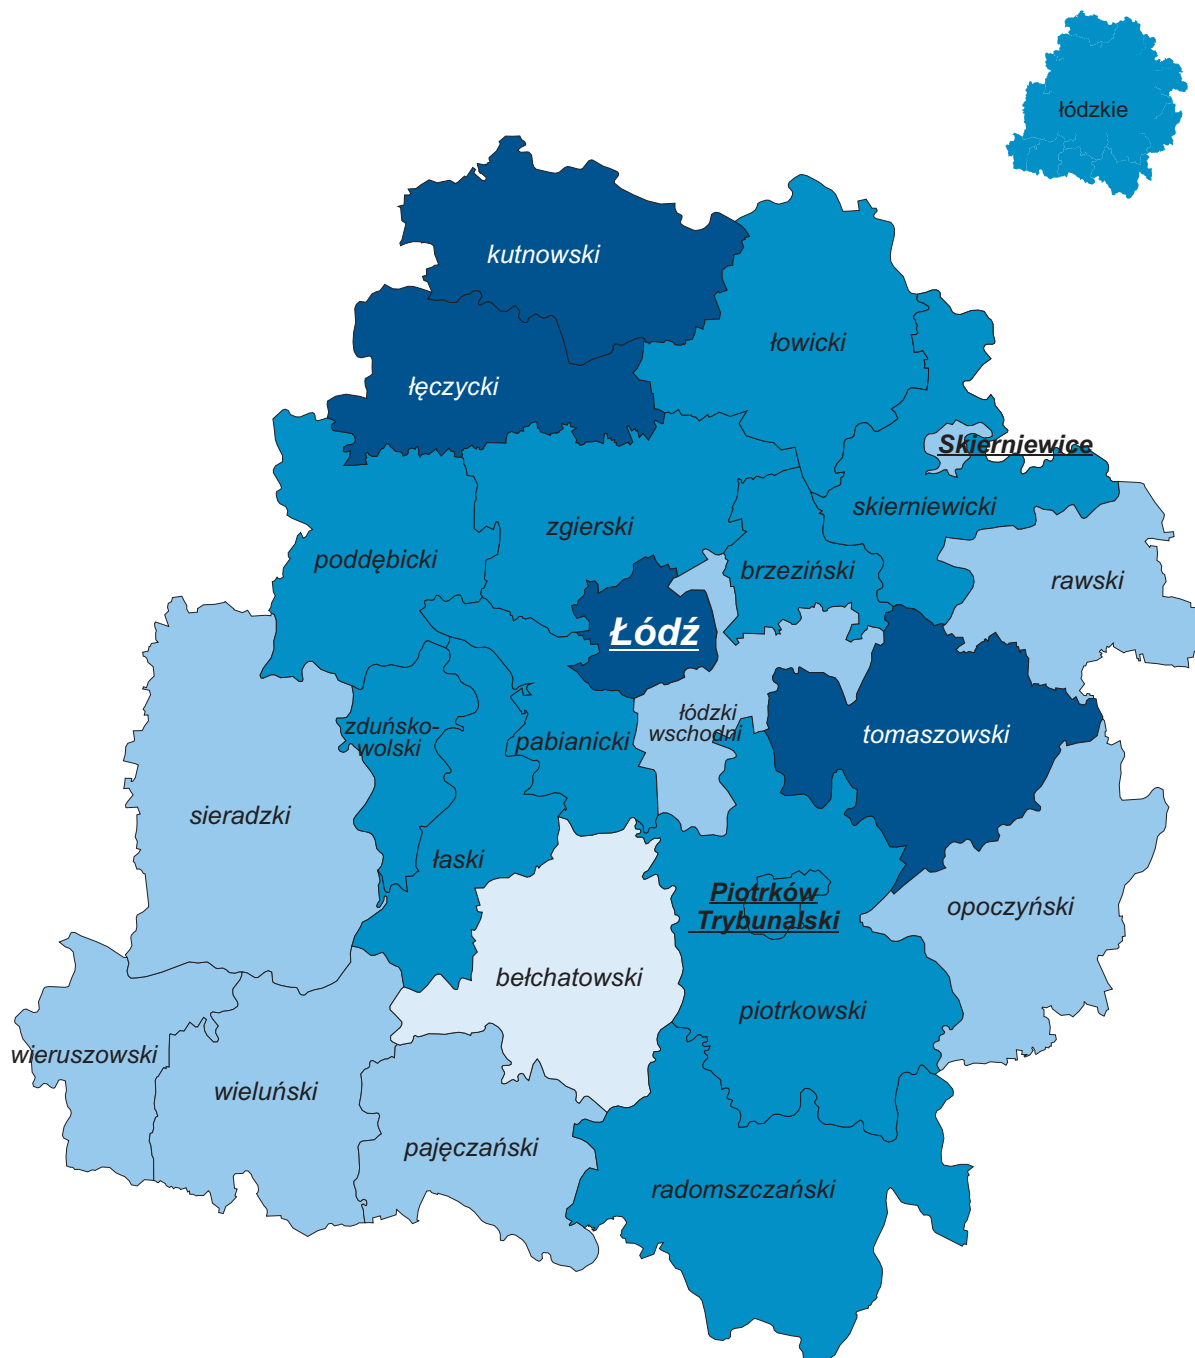 łódzkie
kutnowski
łowicki
łęczycki
Skierniewice
skierniewicki
zgierski
poddębicki
brzeziński
rawski
Łódź
zduńsko-
wolski
pabianicki
łódzki
wschodni
tomaszowski
sieradzki
łaski
Piotrków
Trybunalski
opoczyński
bełchatowski
piotrkowski
wieruszowski
wieluński
pajęczański
radomszczański